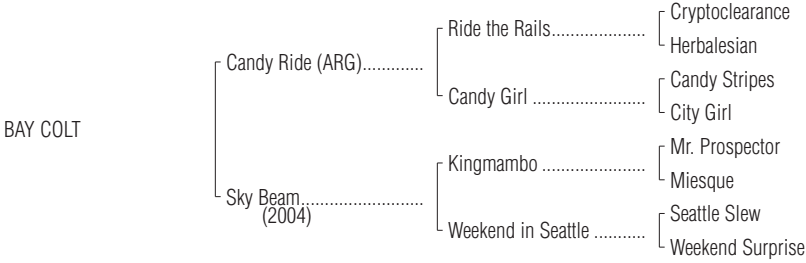 Cryptoclearance
Ride the Rails....................
Herbalesian
Candy Ride (ARG).............
Candy Stripes
Candy Girl ........................
City Girl
BAY COLT
Mr. Prospector
Kingmambo ......................
Miesque
Sky Beam..........................
(2004)
Seattle Slew
Weekend in Seattle ...........
Weekend Surprise